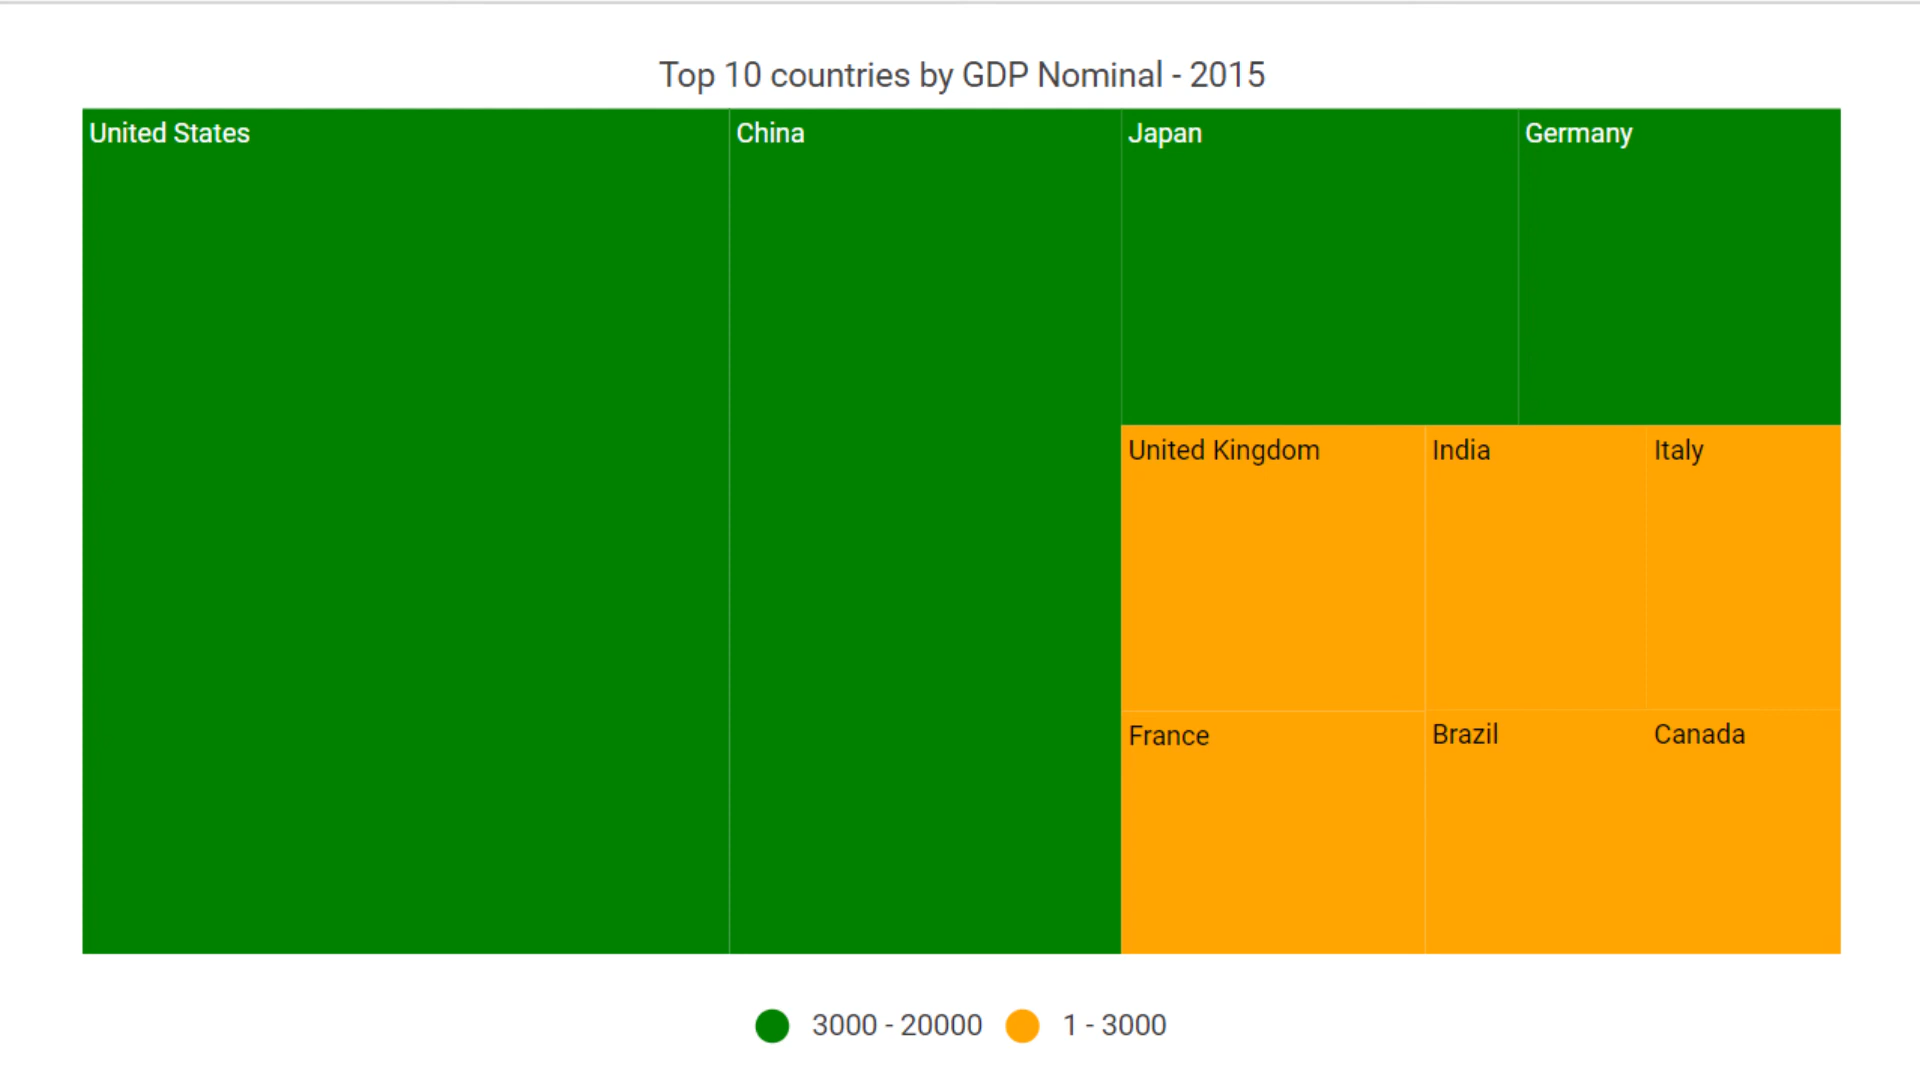 Top 10 countries by GDP Nominal - 2015
United States
China
Japan
Germany
United Kingdom
India
Italy
France
Brazil
Canada
3000 - 20000
1 - 3000